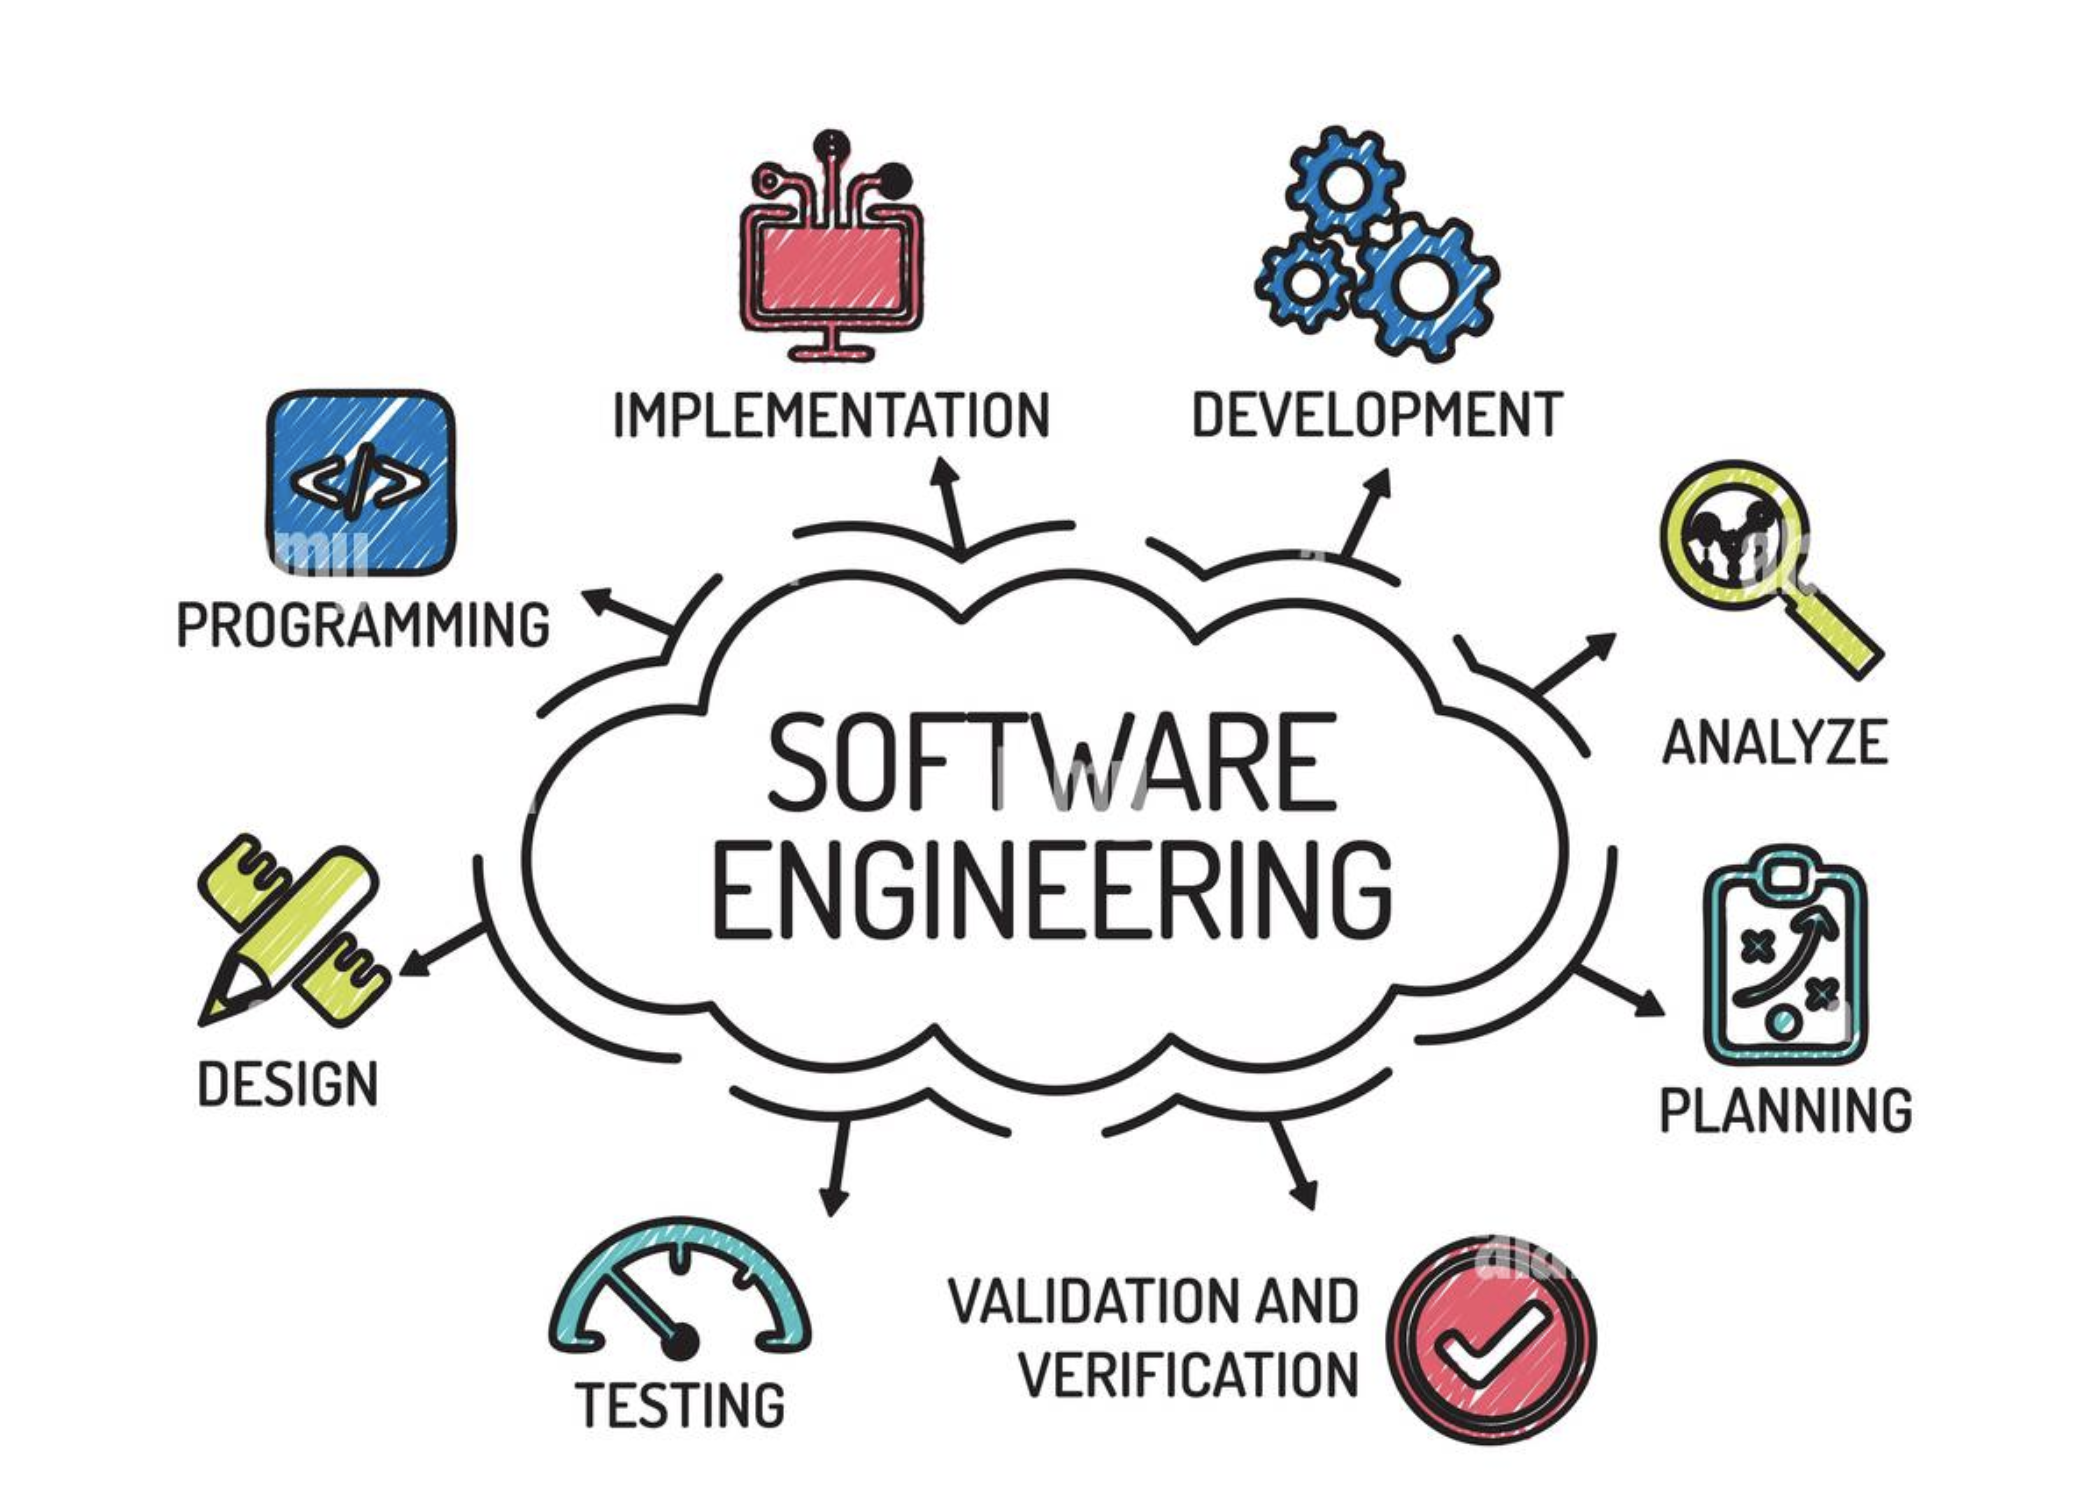 IMPLEMENTATION
DEVELOPMENT
</>
PROGRAMMING
ANALYZE
SOFTWARE
ENGINEERING
DESIGN
PLANNING
TESTING
VALIDATION AND
VERIFICATION